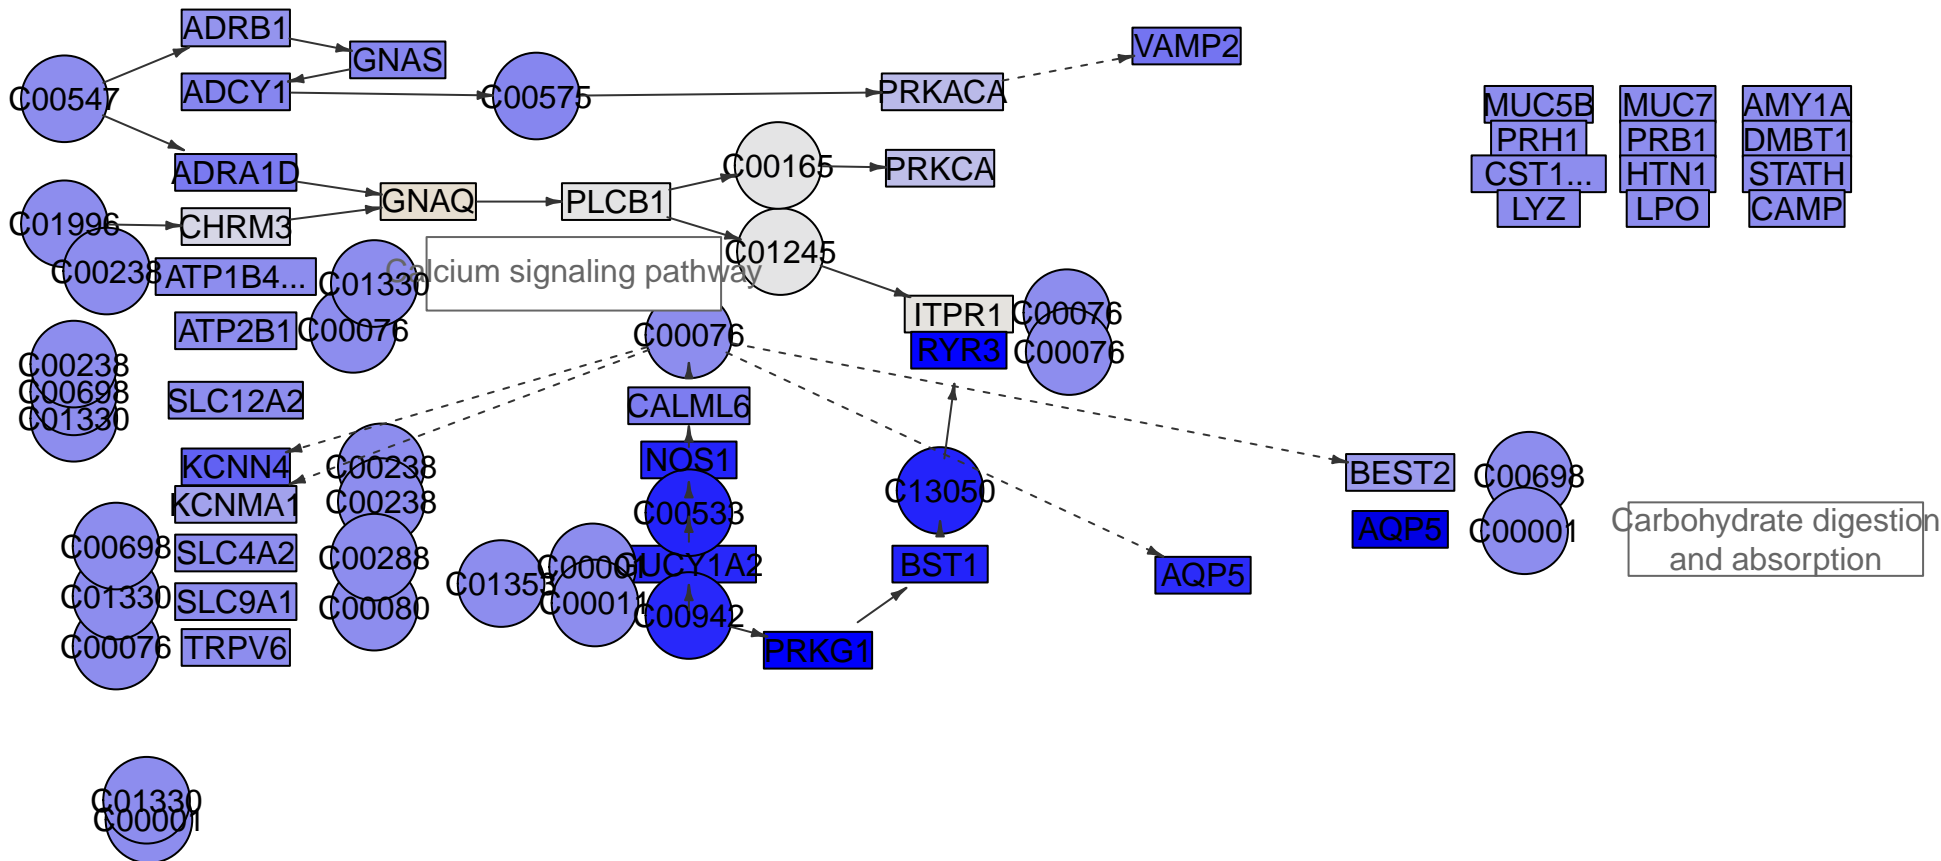 ADRB1
GNAS
VAMP2
C00547
ADCY1
C00575
PRKACA
MUC5B
MUC7
AMY1A
PRH1
PRB1
DMBT1
ADRA1D
C00165
PRKCA
CST1...
HTN1
STATH
GNAQ
PLCB1
LYZ
LPO
CAMP
C01996
CHRM3
C01245
C00238
ATP1B4...
C01330
Calcium signaling pathway
ATP2B1
C00076
C00076
ITPR1
C00076
RYR3
C00076
C00238
C00698
C01330
SLC12A2
CALML6
KCNN4
C00238
NOS1
BEST2
C00698
KCNMA1
C00238
C00533
C13050
AQP5
C00001
Carbohydrate digestion
and absorption
C00698
SLC4A2
C00288
C00001
GUCY1A2
BST1
AQP5
C01353
C01330
SLC9A1
C00080
C00011
C00942
C00076
TRPV6
PRKG1
C01330
C00001